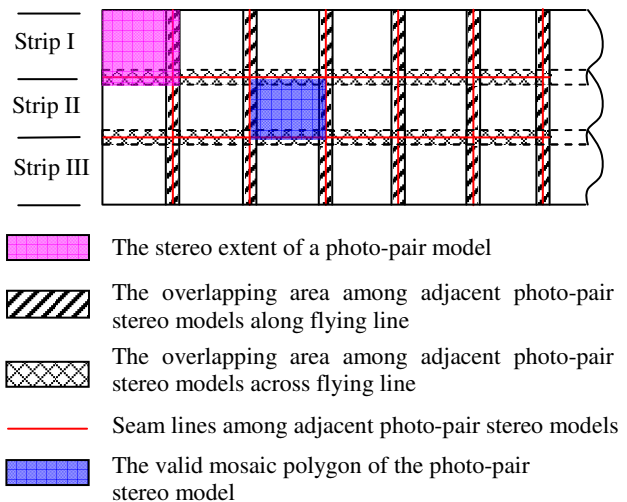 Strip I
Strip II
Strip III
The stereo extent of a photo-pair model
The overlapping area among adjacent photo-pair
stereo models along flying line
The overlapping area among adjacent photo-pair
stereo models across flying line
Seam lines among adjacent photo-pair stereo models
The valid mosaic polygon of the photo-pair
stereo model